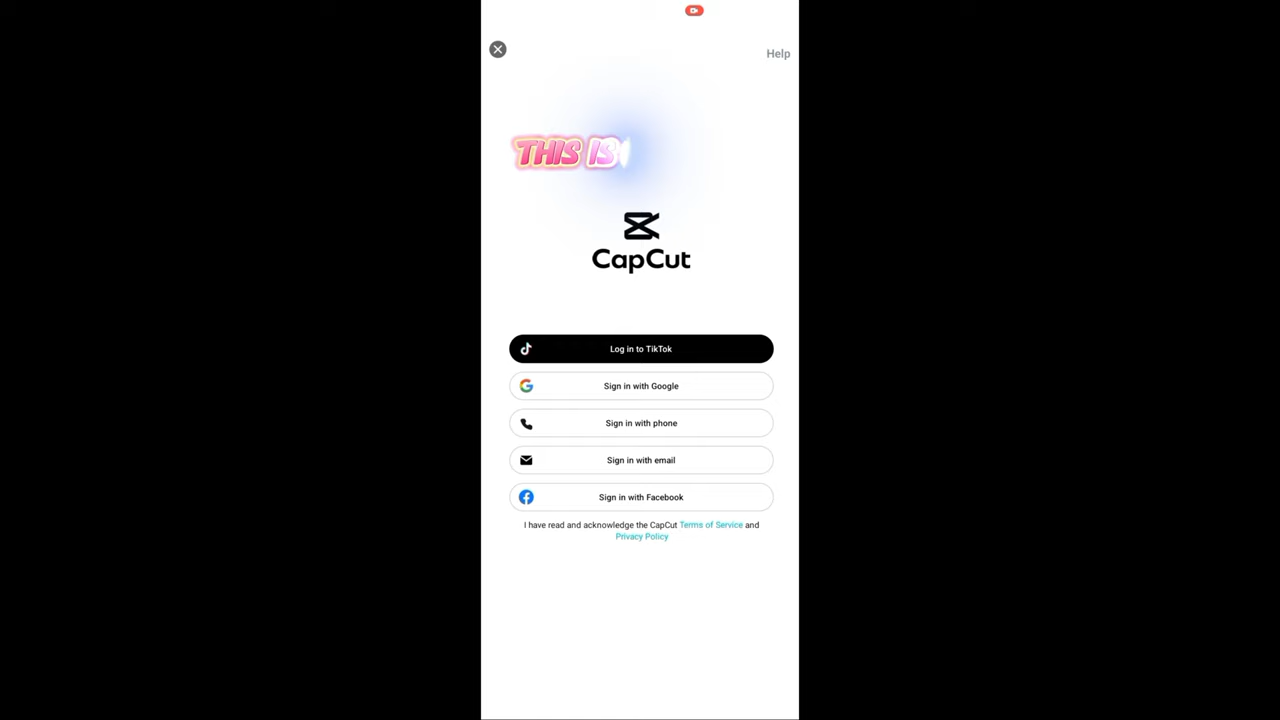 Help
THIS IS
CapCut
Log in to TikTok
Sign in with Google
Sign in with phone
Sign in with email
Sign in with Facebook
I have read and acknowledge the CapCut Terms of Service and
Privacy Policy